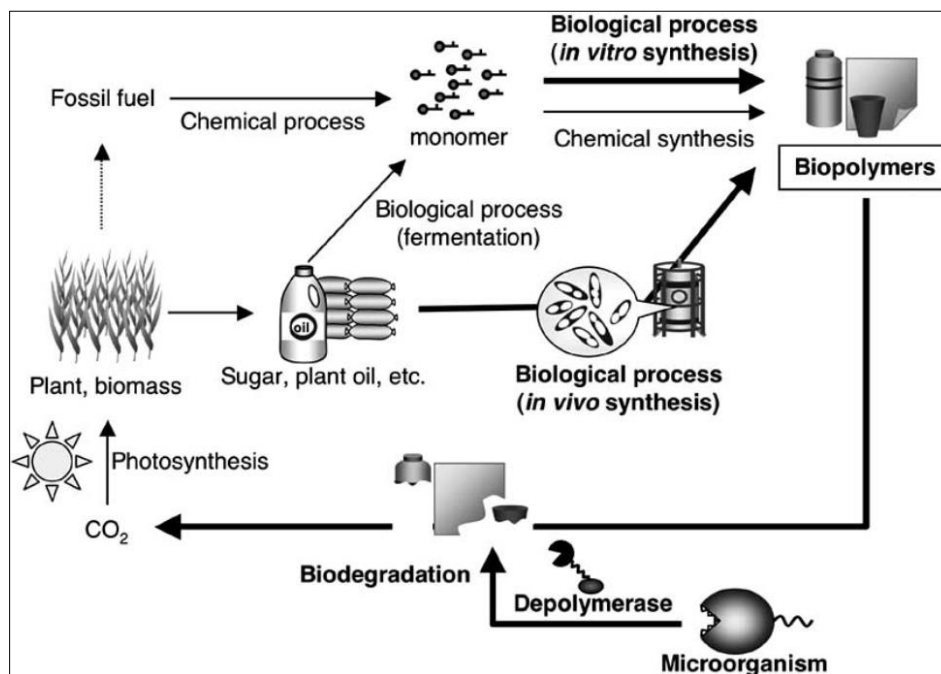 Biological process
(in vitro synthesis)
Fossil fuel
Chemical process
monomer
Chemical synthesis
Biopolymers
Biological process
(fermentation)
oil
Plant, biomass
Sugar, plant oil, etc.
Biological process
(in vivo synthesis)
Photosynthesis
CO₂
Biodegradation
Depolymerase
Microorganism